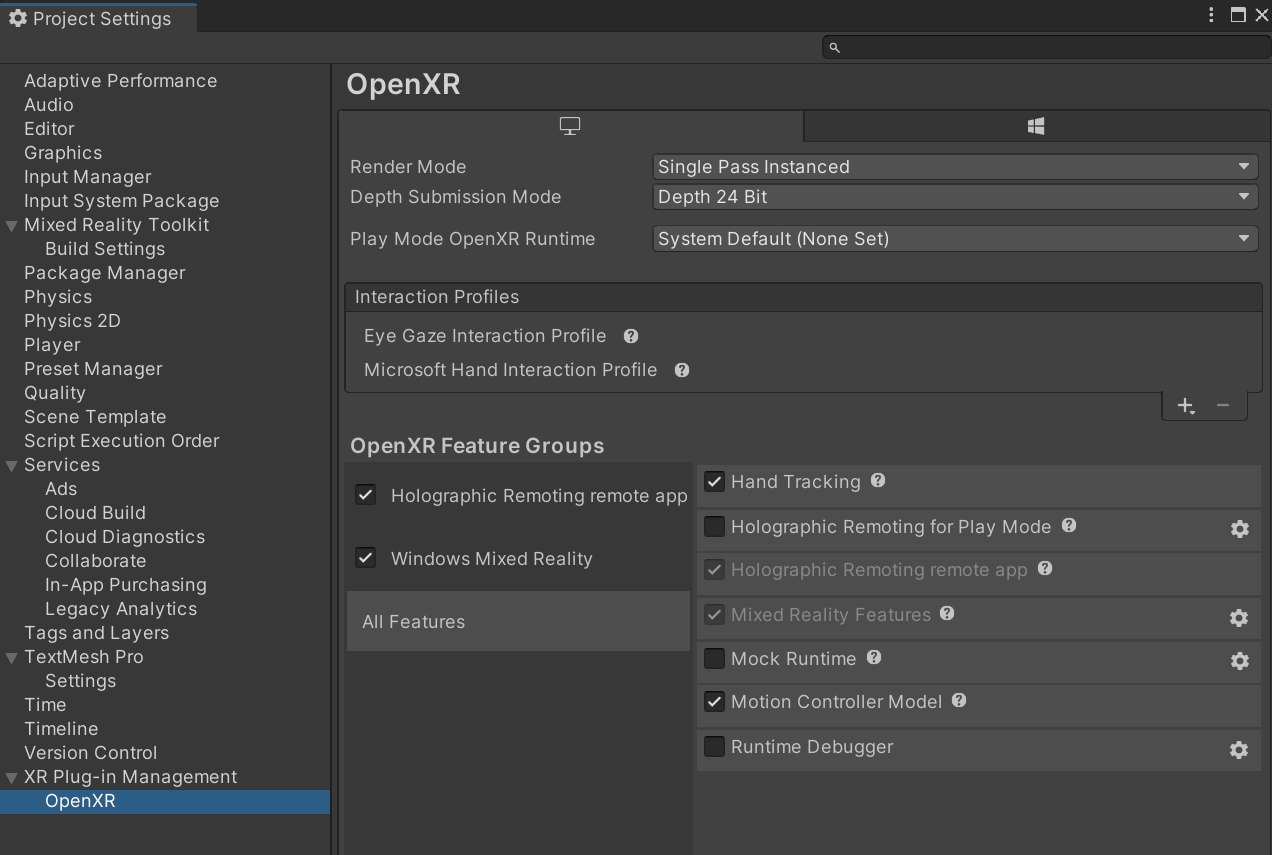 Project Settings
Adaptive Performance
Audio
Editor
Graphics
Input Manager
Input System Package
Mixed Reality Toolkit
Build Settings
Package Manager
Physics
Physics 2D
Player
Preset Manager
Quality
Scene Template
Script Execution Order
Services
Ads
Cloud Build
Cloud Diagnostics
Collaborate
In-App Purchasing
Legacy Analytics
Tags and Layers
TextMesh Pro
Settings
Time
Timeline
Version Control
XR Plug-in Management
OpenXR
OpenXR
Render Mode Single Pass Instanced
Depth Submission Mode Depth 24 Bit
Play Mode OpenXR Runtime System Default (None Set)
Interaction Profiles
Eye Gaze Interaction Profile
Microsoft Hand Interaction Profile
OpenXR Feature Groups
Holographic Remoting remote app
Windows Mixed Reality
All Features
Hand Tracking
Holographic Remoting for Play Mode
Holographic Remoting remote app
Mixed Reality Features
Mock Runtime
Motion Controller Model
Runtime Debugger